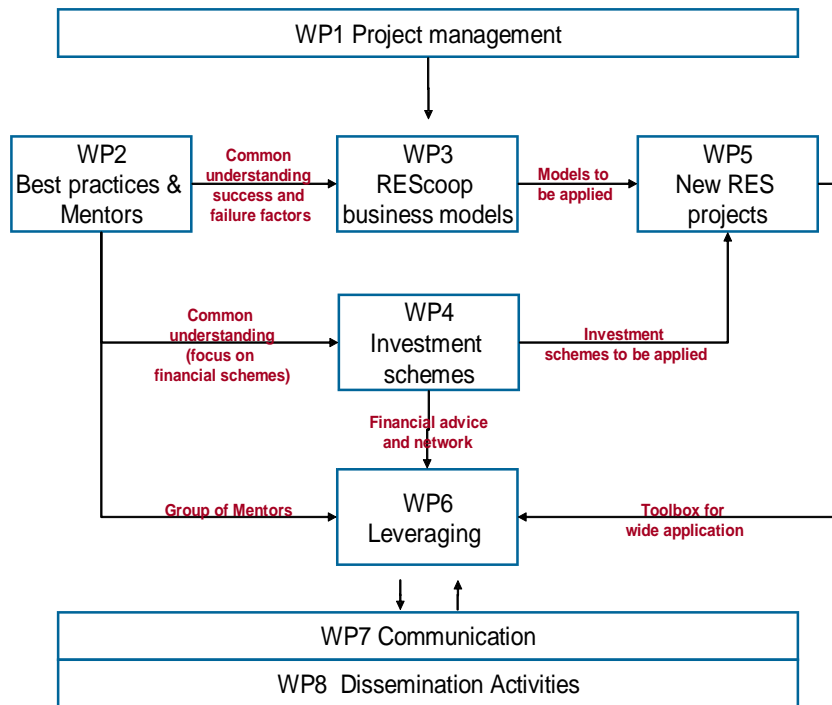 WP1 Project management
WP2
Best practices &
Mentors
Common
understanding
success and
failure factors
WP3
REScoop
business models
Models to
be applied
WP5
New RES
projects
Common
understanding
(focus on
financial schemes)
WP4
Investment
schemes
Investment
schemes to be applied
Financial advice
and network
Group of Mentors
WP6
Leveraging
Toolbox for
wide application
WP7 Communication
WP8 Dissemination Activities